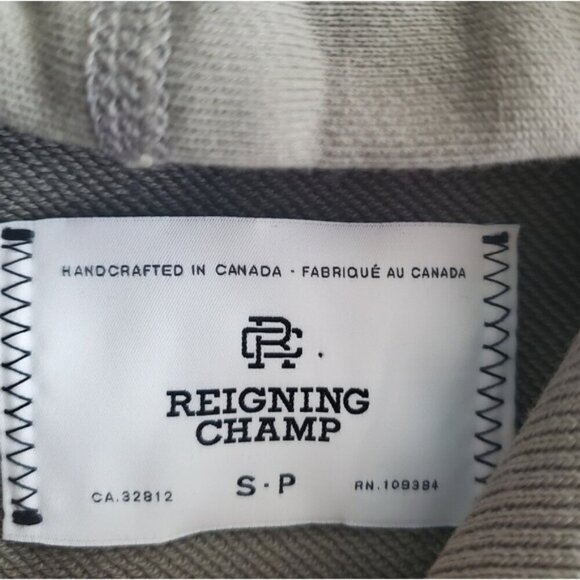 HANDCRAFTED IN CANADA - FABRIQUÉ AU CANADA
RC
REIGNING
CHAMP
CA.32812 S·P RN.109384